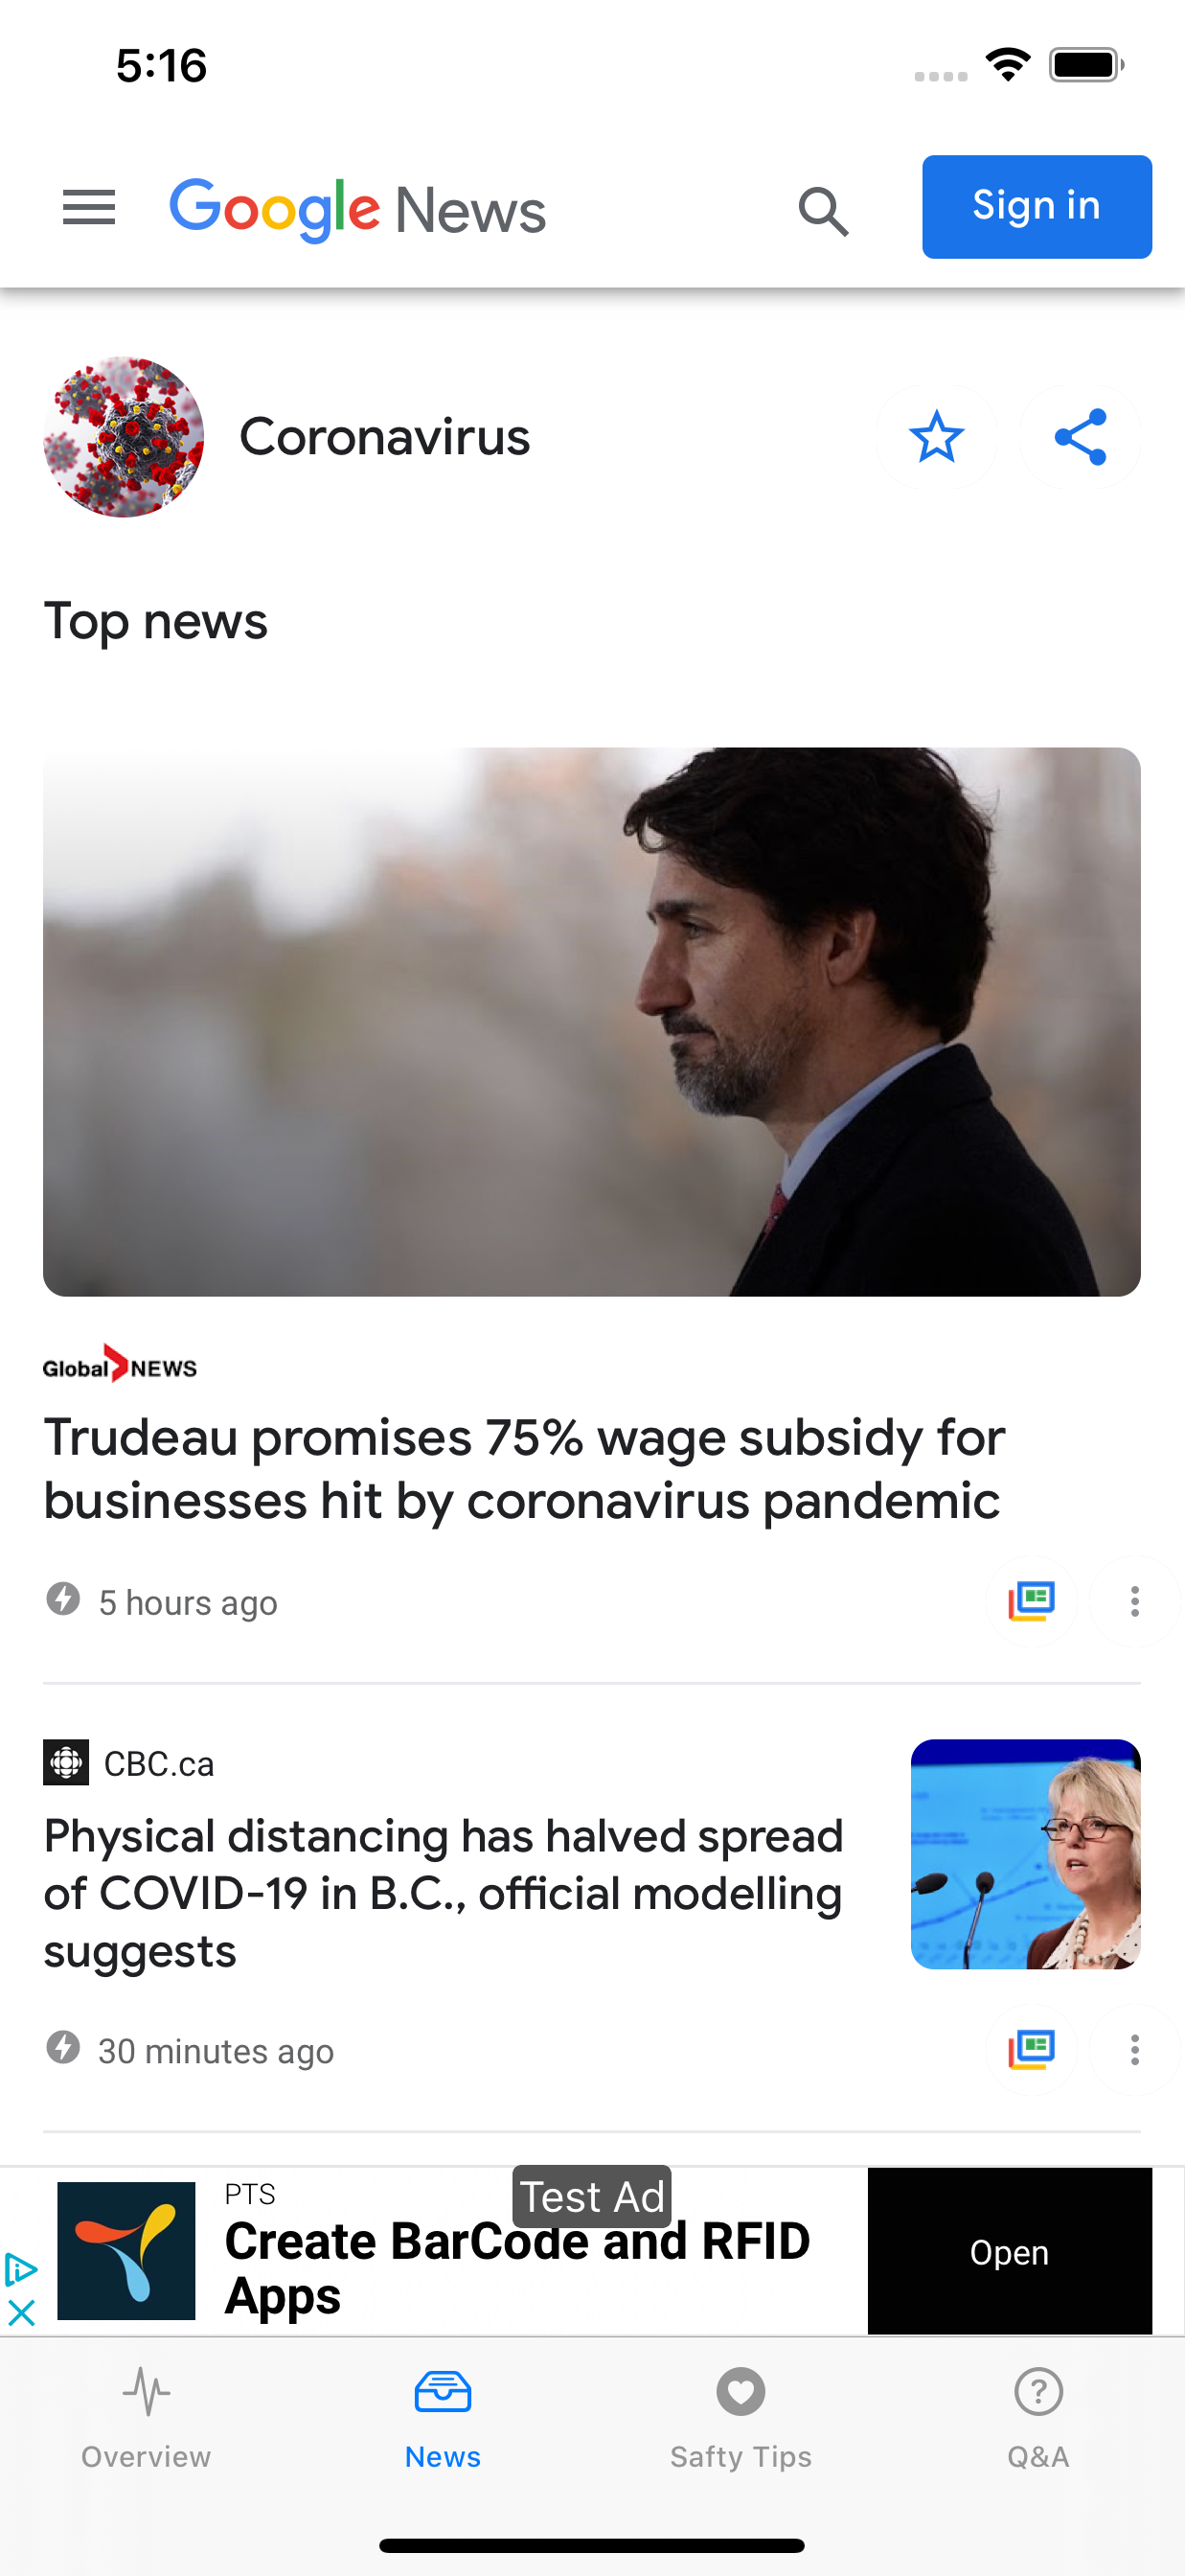 5:16
Google News
Sign in
Coronavirus
Top news
Global NEWS
Trudeau promises 75% wage subsidy for
businesses hit by coronavirus pandemic
5 hours ago
CBC.ca
Physical distancing has halved spread
of COVID-19 in B.C., official modelling
suggests
30 minutes ago
PTS
Test Ad
Create BarCode and RFID
Apps
Open
Overview
News
Safty Tips
Q&A